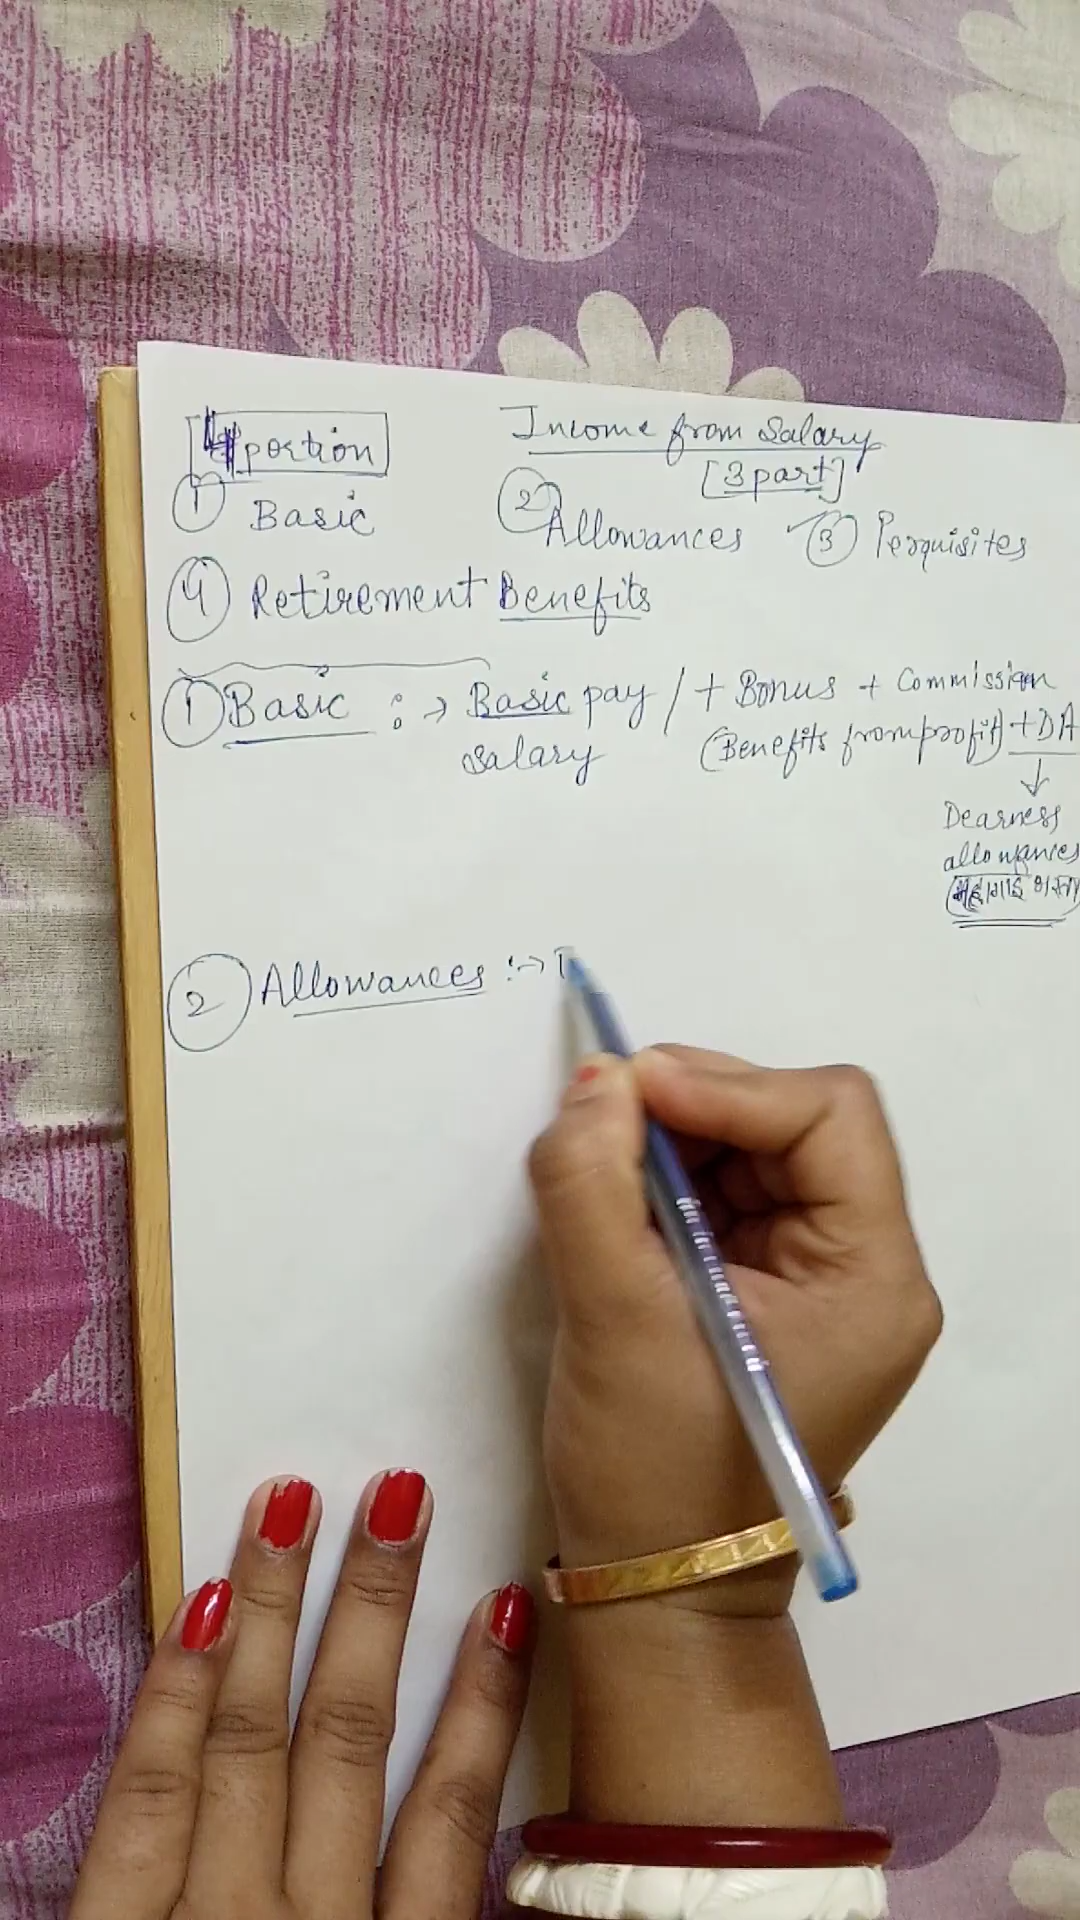 4 portion
Income from Salary
[3 part]
① Basic ② Allowances ③ Perquisites
④ Retirement Benefits
① Basic :→ Basic pay / + Bonus + Commission
salary (Benefits from profit) + DA
↓
Dearness
allowances
(महंगाई भत्ता)
② Allowances :→